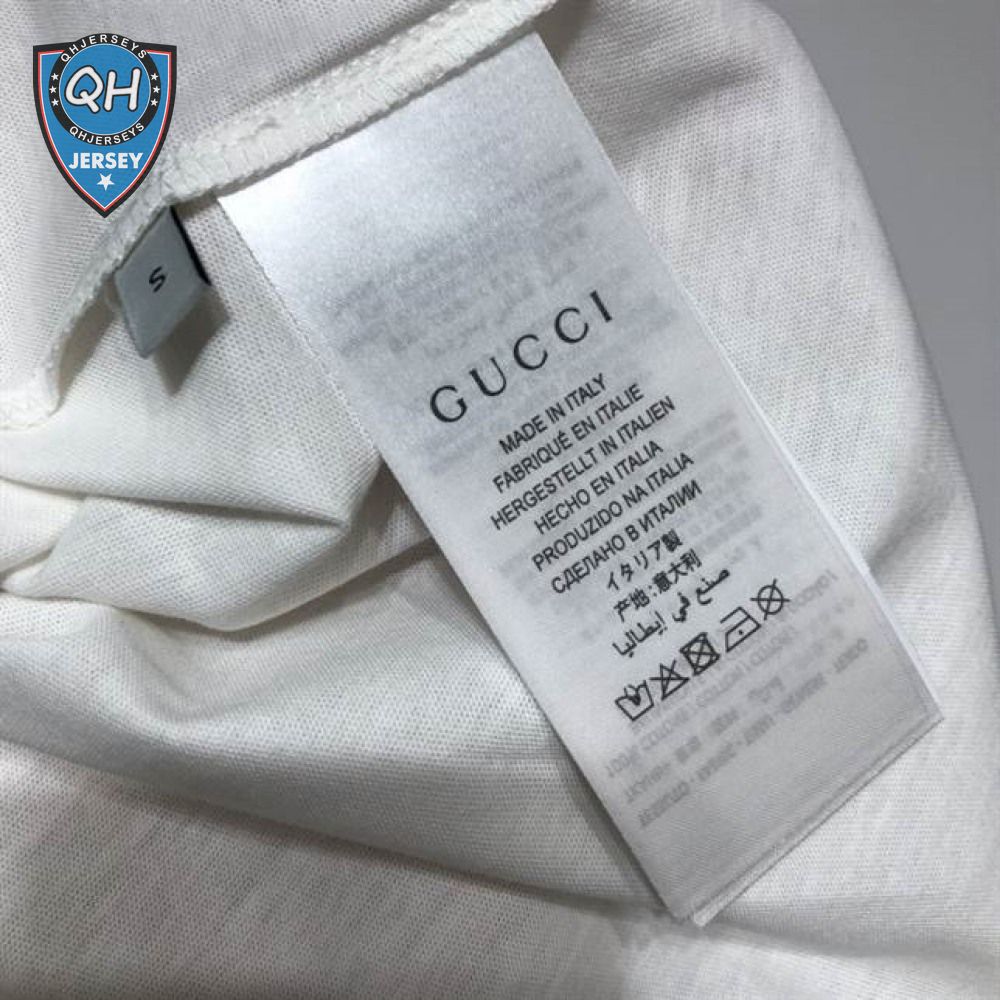 QHJERSEYS
QH
QHJERSEYS
JERSEY
S
GUCCI
MADE IN ITALY
FABRIQUÉ EN ITALIE
HERGESTELLT IN ITALIEN
HECHO EN ITALIA
PRODUZIDO NA ITALIA
СДЕЛАНО В ИТАЛИИ
イタリア製
产地:意大利
صنع في إيطاليا